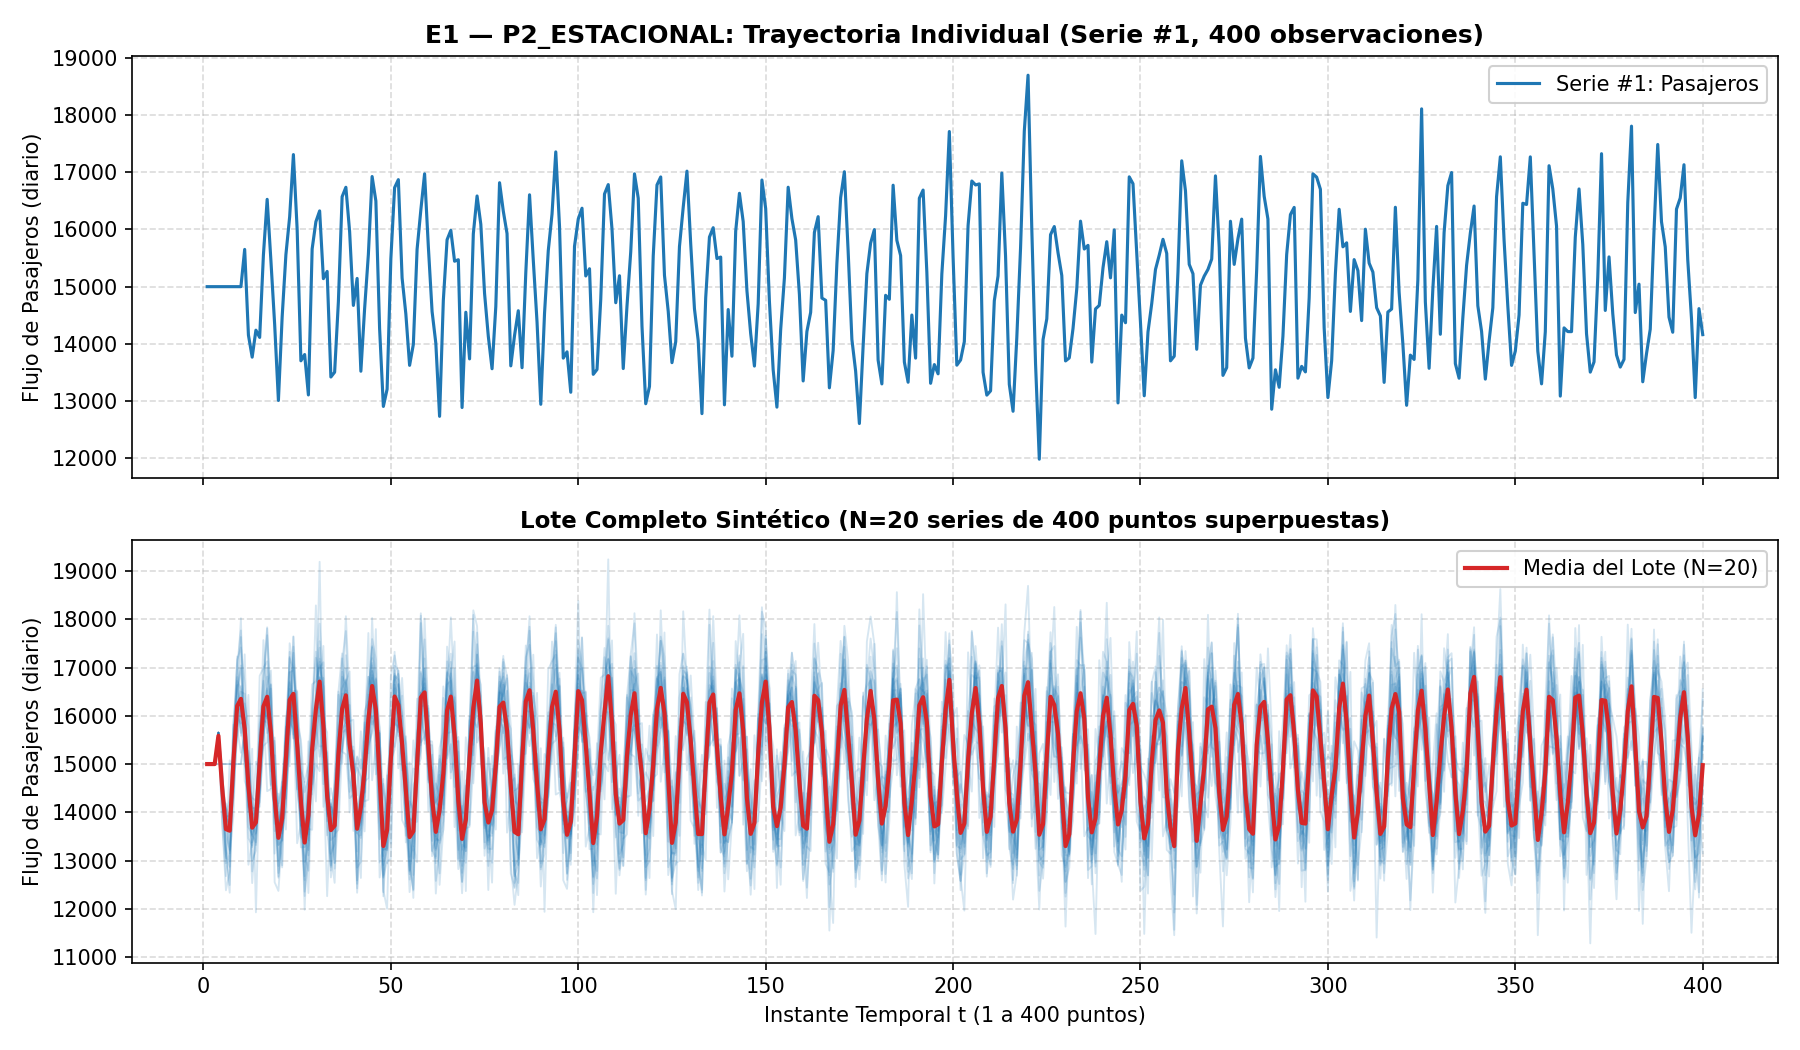 E1 — P2_ESTACIONAL: Trayectoria Individual (Serie #1, 400 observaciones)
19000
18000
17000
16000
15000
14000
13000
12000
Flujo de Pasajeros (diario)
Serie #1: Pasajeros
Lote Completo Sintético (N=20 series de 400 puntos superpuestas)
19000
18000
17000
16000
15000
14000
13000
12000
11000
Flujo de Pasajeros (diario)
Media del Lote (N=20)
0 50 100 150 200 250 300 350 400
Instante Temporal t (1 a 400 puntos)